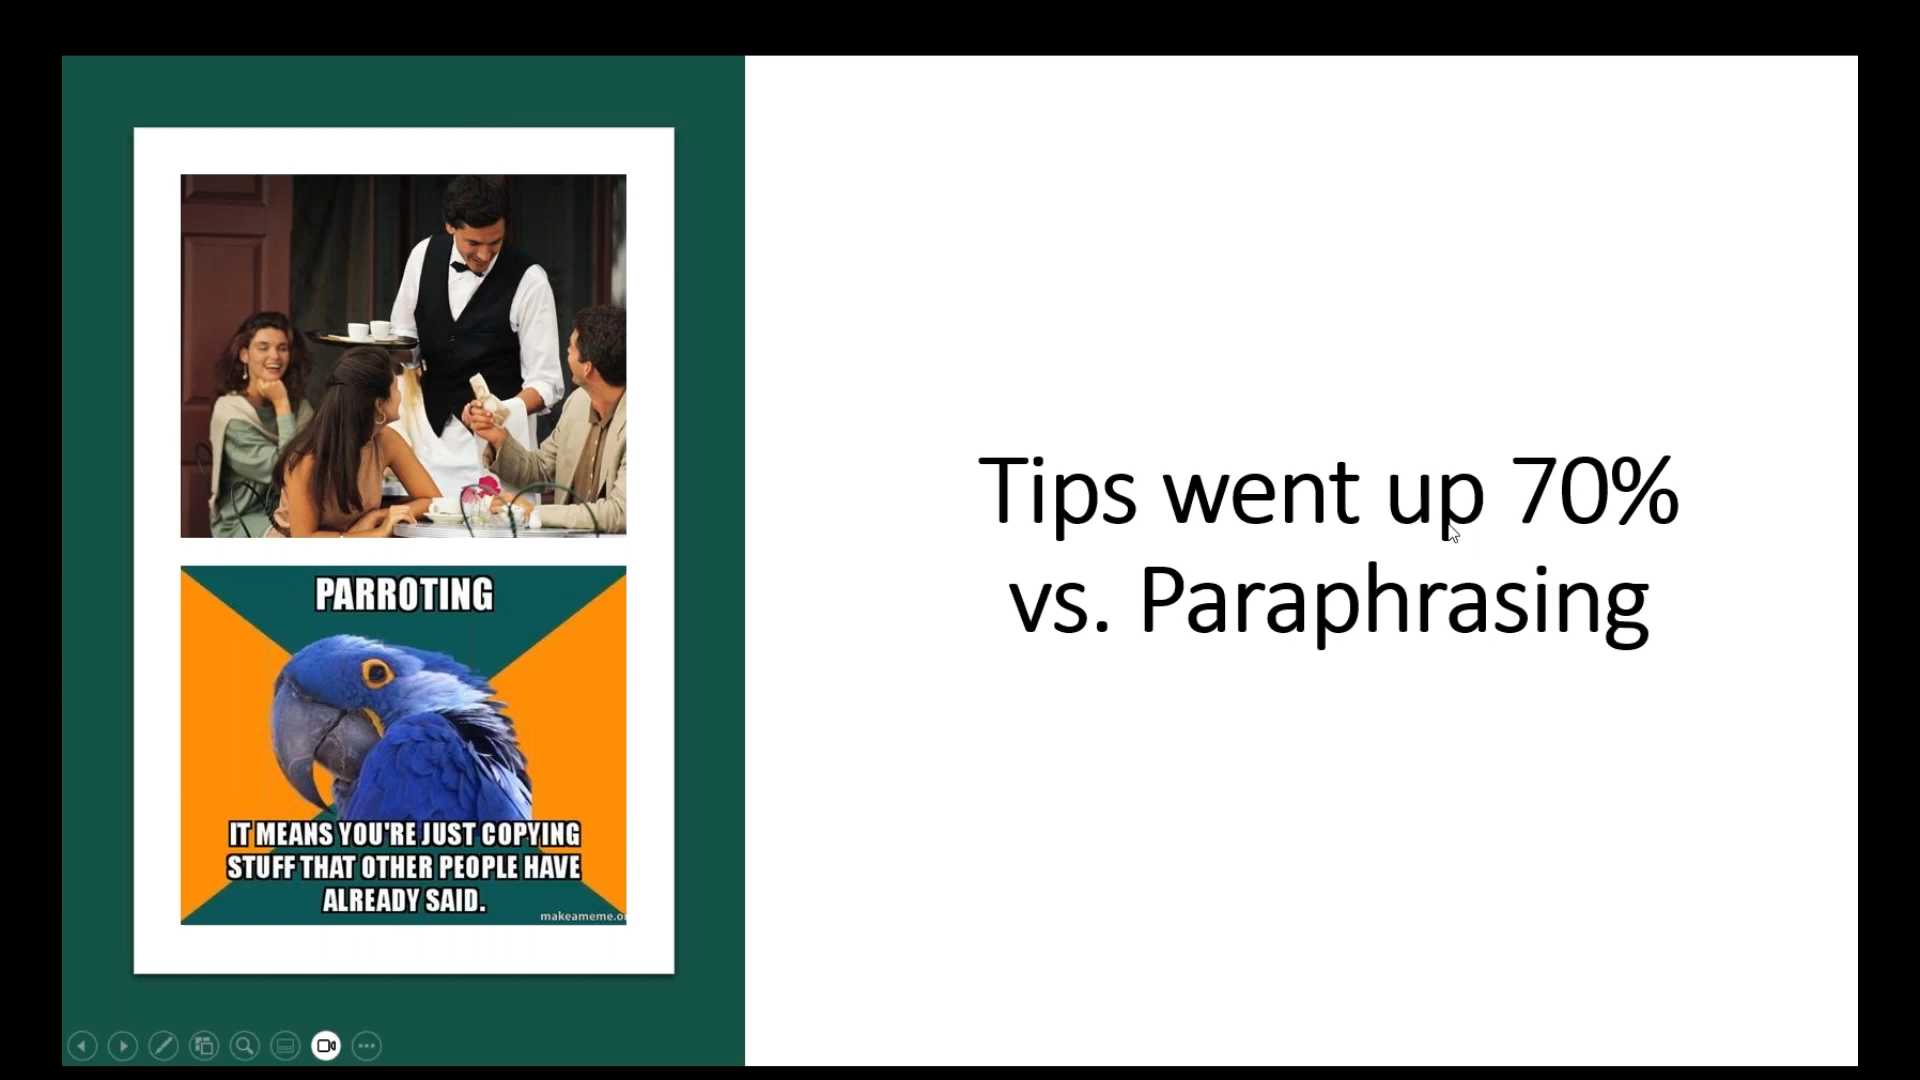 PARROTING
IT MEANS YOU'RE JUST COPYING
STUFF THAT OTHER PEOPLE HAVE
ALREADY SAID.
makeameme.o
Tips went up 70%
vs. Paraphrasing